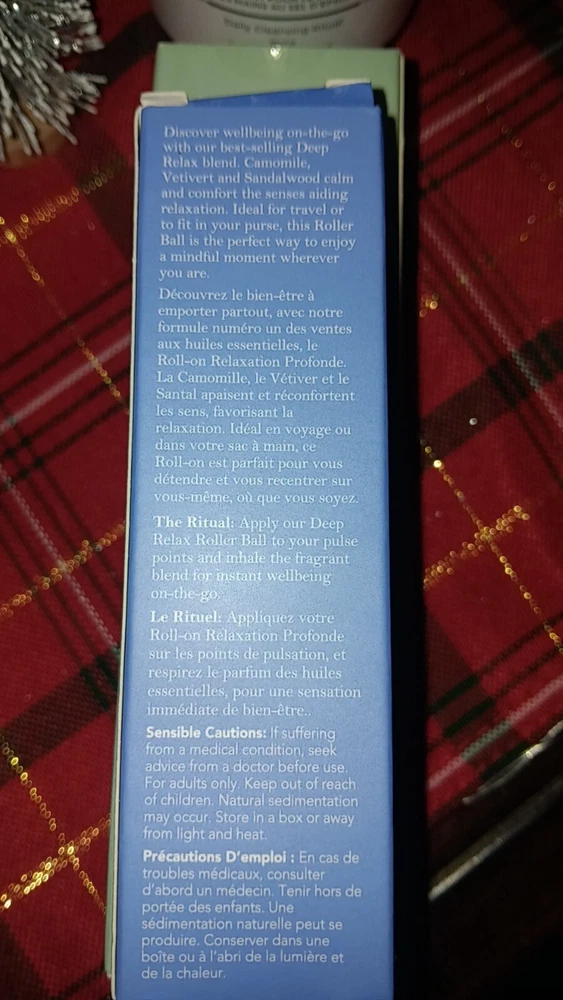 Daily Cleansing Ritual
Discover wellbeing on-the-go
with our best-selling Deep
Relax blend. Camomile,
Vetivert and Sandalwood calm
and comfort the senses aiding
relaxation. Ideal for travel or
to fit in your purse, this Roller
Ball is the perfect way to enjoy
a mindful moment wherever
you are.
Découvrez le bien-être à
emporter partout, avec notre
formule numéro un des ventes
aux huiles essentielles, le
Roll-on Relaxation Profonde.
La Camomille, le Vétiver et le
Santal apaisent et réconfortent
les sens, favorisant la
relaxation. Idéal en voyage ou
dans votre sac à main, ce
Roll-on est parfait pour vous
détendre et vous recentrer sur
vous-même, où que vous soyez.
The Ritual: Apply our Deep
Relax Roller Ball to your pulse
points and inhale the fragrant
blend for instant wellbeing
on-the-go.
Le Rituel: Appliquez votre
Roll-on Relaxation Profonde
sur les points de pulsation, et
respirez le parfum des huiles
essentielles, pour une sensation
immédiate de bien-être..
Sensible Cautions: If suffering
from a medical condition, seek
advice from a doctor before use.
For adults only. Keep out of reach
of children. Natural sedimentation
may occur. Store in a box or away
from light and heat.
Précautions D'emploi : En cas de
troubles médicaux, consulter
d'abord un médecin. Tenir hors de
portée des enfants. Une
sédimentation naturelle peut se
produire. Conserver dans une
boîte ou à l'abri de la lumière et
de la chaleur.